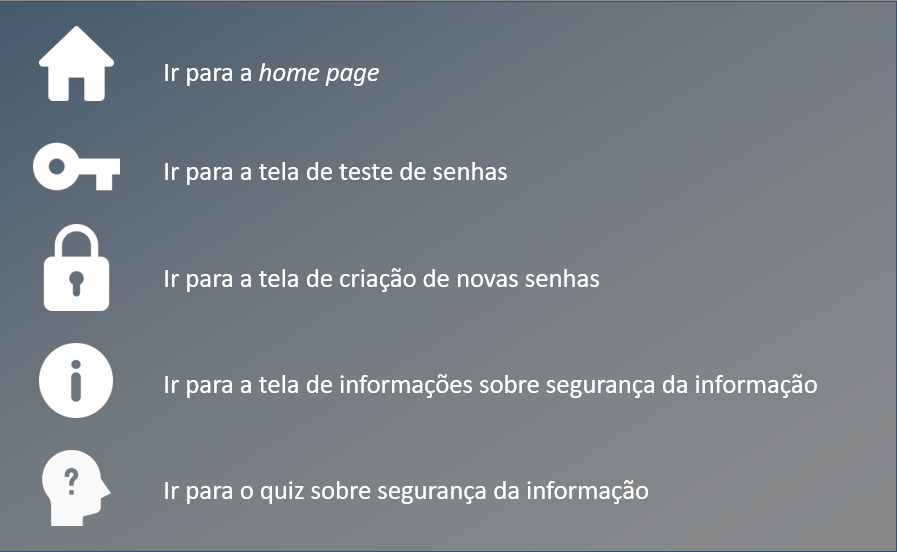 Ir para a home page
Ir para a tela de teste de senhas
Ir para a tela de criação de novas senhas
i
Ir para a tela de informações sobre segurança da informação
?
Ir para o quiz sobre segurança da informação